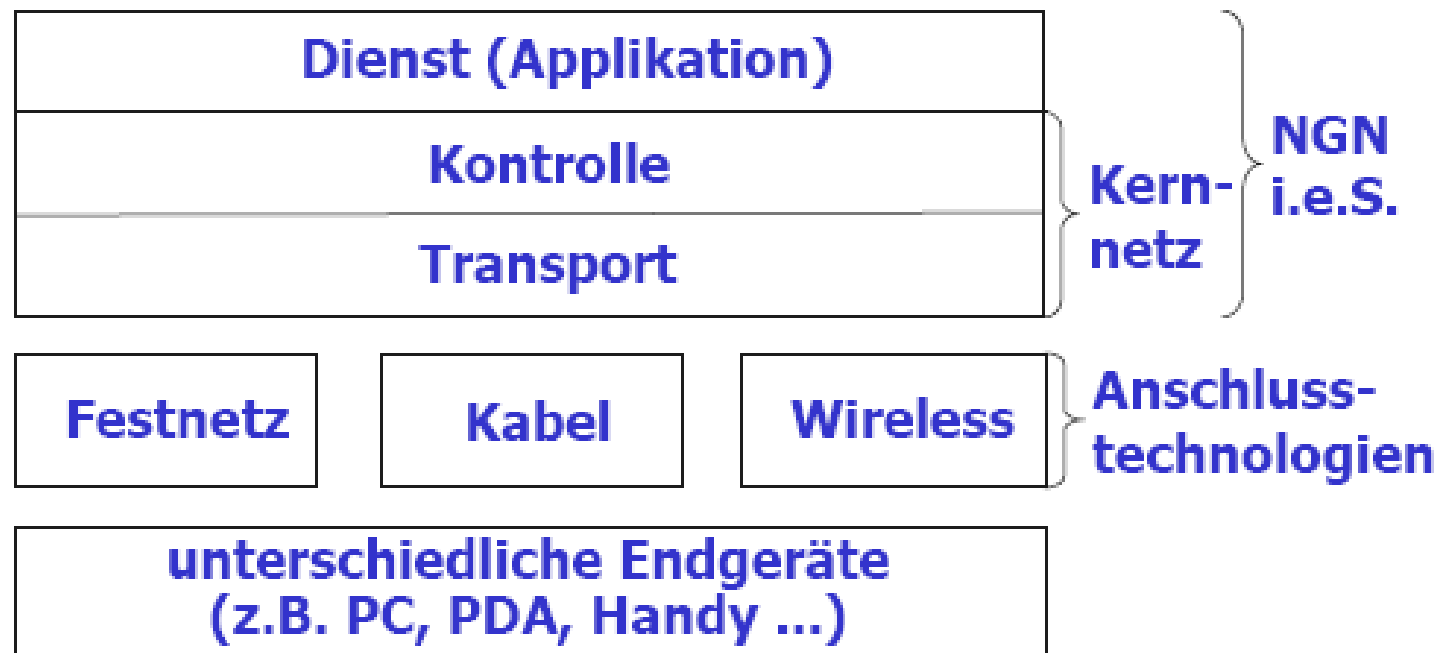 Dienst (Applikation)
Kontrolle
Transport
Kern-
netz
NGN
i.e.S.
Festnetz
Kabel
Wireless
Anschluss-
technologien
unterschiedliche Endgeräte
(z.B. PC, PDA, Handy ...)